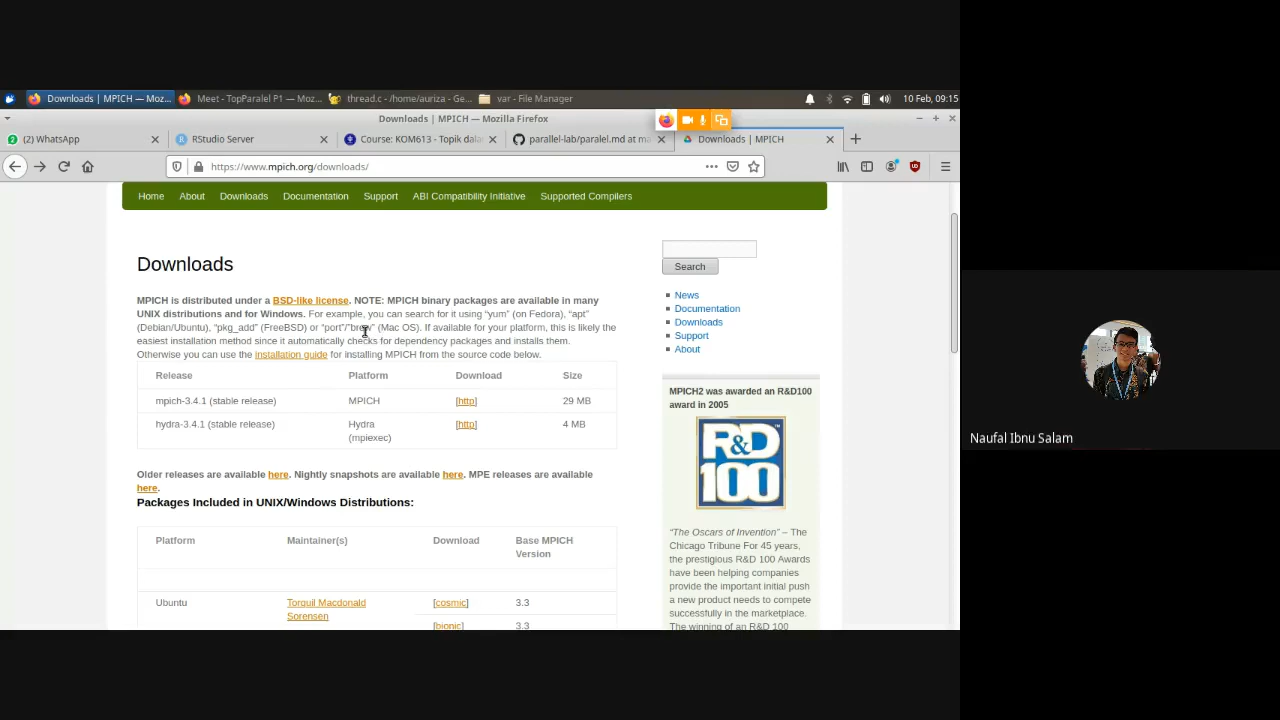 Downloads | MPICH — Moz...
Meet - TopParalel P1 — Moz...
thread.c - /home/auriza - Ge...
var - File Manager
10 Feb, 09:15
Downloads | MPICH — Mozilla Firefox
(2) WhatsApp
RStudio Server
Course: KOM613 - Topik dala
parallel-lab/paralel.md at ma
Downloads | MPICH
https://www.mpich.org/downloads/
Home About Downloads Documentation Support ABI Compatibility Initiative Supported Compilers
Downloads
MPICH is distributed under a BSD-like license. NOTE: MPICH binary packages are available in many
UNIX distributions and for Windows. For example, you can search for it using “yum” (on Fedora), “apt”
(Debian/Ubuntu), “pkg_add” (FreeBSD) or “port”/“brew” (Mac OS). If available for your platform, this is likely the
easiest installation method since it automatically checks for dependency packages and installs them.
Otherwise you can use the installation guide for installing MPICH from the source code below.
Release Platform Download Size
mpich-3.4.1 (stable release) MPICH [http] 29 MB
hydra-3.4.1 (stable release) Hydra [http] 4 MB
(mpiexec)
Older releases are available here. Nightly snapshots are available here. MPE releases are available
here.
Packages Included in UNIX/Windows Distributions:
Platform Maintainer(s) Download Base MPICH
Version
Ubuntu Torquil Macdonald [cosmic] 3.3
Sorensen
[bionic] 3.3
Search
News
Documentation
Downloads
Support
About
MPICH2 was awarded an R&D100
award in 2005
R&D
100
“The Oscars of Invention” – The
Chicago Tribune For 45 years,
the prestigious R&D 100 Awards
have been helping companies
provide the important initial push
a new product needs to compete
successfully in the marketplace.
The winning of an R&D 100
Naufal Ibnu Salam